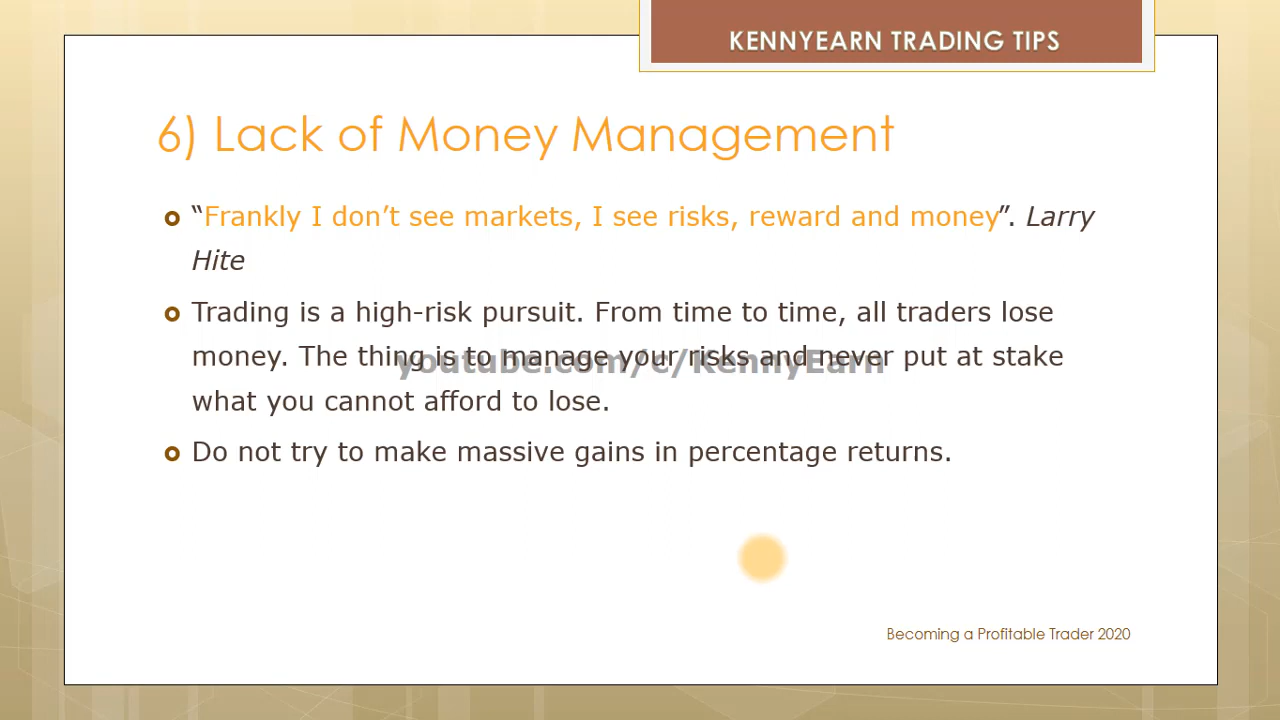 KENNYEARN TRADING TIPS
6) Lack of Money Management
“Frankly I don’t see markets, I see risks, reward and money”. Larry
Hite
Trading is a high-risk pursuit. From time to time, all traders lose
money. The thing is to manage your risks and never put at stake
youtube.com/c/KennyEarn
what you cannot afford to lose.
Do not try to make massive gains in percentage returns.
Becoming a Profitable Trader 2020